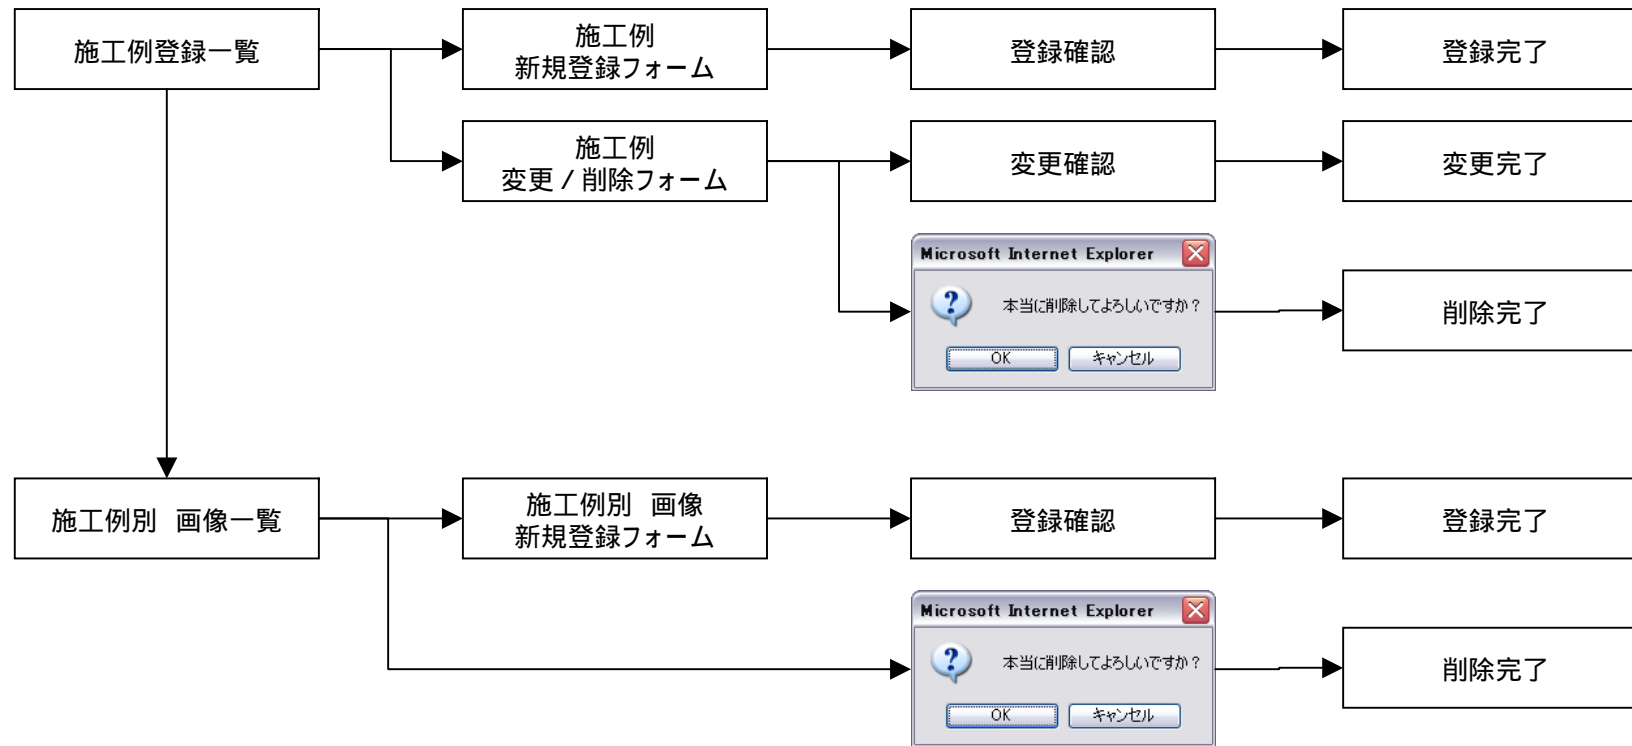 施工例登録一覧
施工例
新規登録フォーム
登録確認
登録完了
施工例
変更 / 削除フォーム
変更確認
変更完了
Microsoft Internet Explorer
本当に削除してよろしいですか？
OK
キャンセル
削除完了
施工例別　画像一覧
施工例別　画像
新規登録フォーム
登録確認
登録完了
Microsoft Internet Explorer
本当に削除してよろしいですか？
OK
キャンセル
削除完了